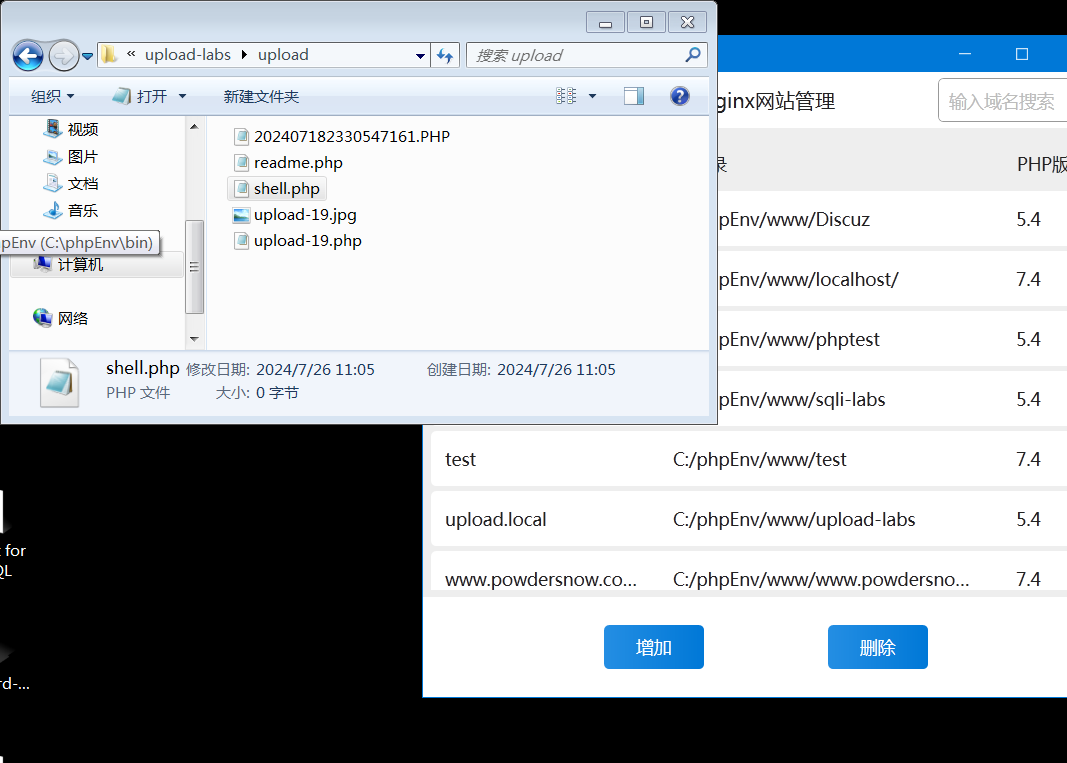 « upload-labs ▸ upload
搜索 upload
组织
打开
新建文件夹
视频
图片
文档
音乐
pEnv (C:\phpEnv\bin)
计算机
网络
202407182330547161.PHP
readme.php
shell.php
upload-19.jpg
upload-19.php
shell.php 修改日期: 2024/7/26 11:05 创建日期: 2024/7/26 11:05
PHP 文件 大小: 0 字节
ginx网站管理
输入域名搜索
录 PHP版
pEnv/www/Discuz 5.4
pEnv/www/localhost/ 7.4
pEnv/www/phptest 5.4
pEnv/www/sqli-labs 5.4
test C:/phpEnv/www/test 7.4
upload.local C:/phpEnv/www/upload-labs 5.4
www.powdersnow.co... C:/phpEnv/www/www.powdersno... 7.4
增加 删除
t for
QL
rd-...